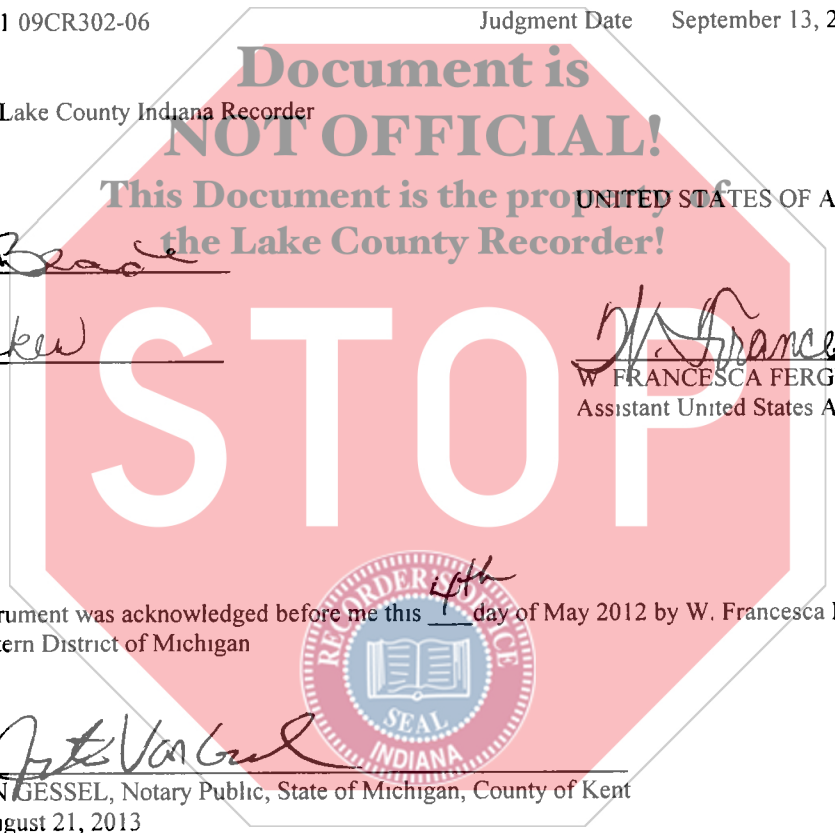 1 09CR302-06 Judgment Date September 13, 2
Document is
Lake County Indiana Recorder
NOT OFFICIAL!
This Document is the property of
UNITED STATES OF A
the Lake County Recorder!
STOP
W FRANCESCA FERG
Assistant United States A
RECORDER'S OFFICE
rument was acknowledged before me this 4th day of May 2012 by W. Francesca
tern District of Michigan
SEAL
INDIANA
N GESSEL, Notary Public, State of Michigan, County of Kent
gust 21, 2013